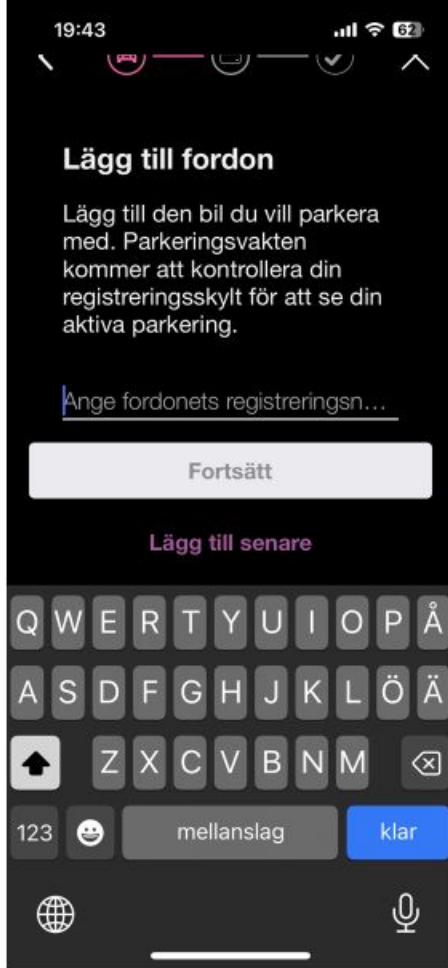 19:43
62
Lägg till fordon
Lägg till den bil du vill parkera
med. Parkeringsvakten
kommer att kontrollera din
registreringsskylt för att se din
aktiva parkering.
Ange fordonets registreringsn...
Fortsätt
Lägg till senare
Q W E R T Y U I O P Å
A S D F G H J K L Ö Ä
Z X C V B N M
123 mellanslag klar